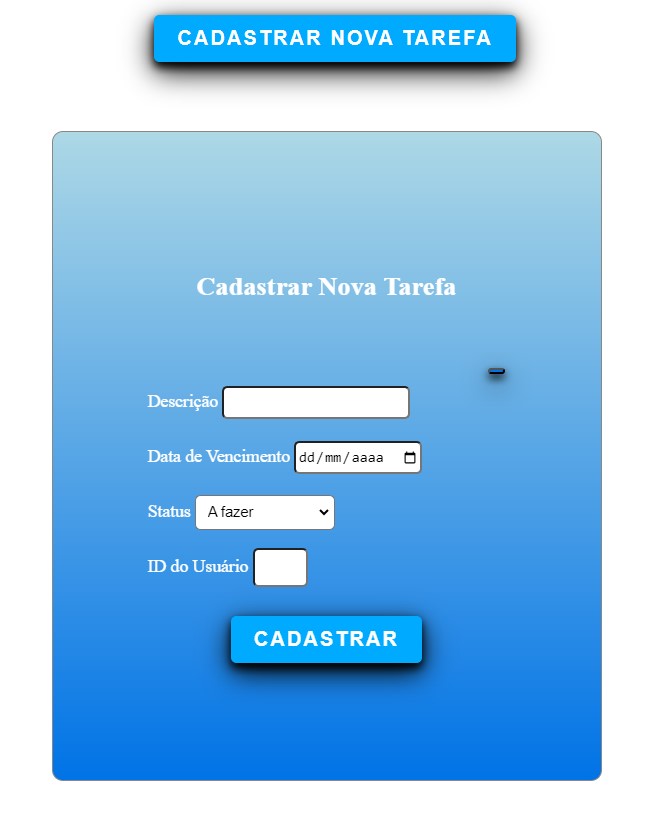 CADASTRAR NOVA TAREFA
Cadastrar Nova Tarefa
Descrição
Data de Vencimento dd/mm/aaaa
Status A fazer
ID do Usuário
CADASTRAR